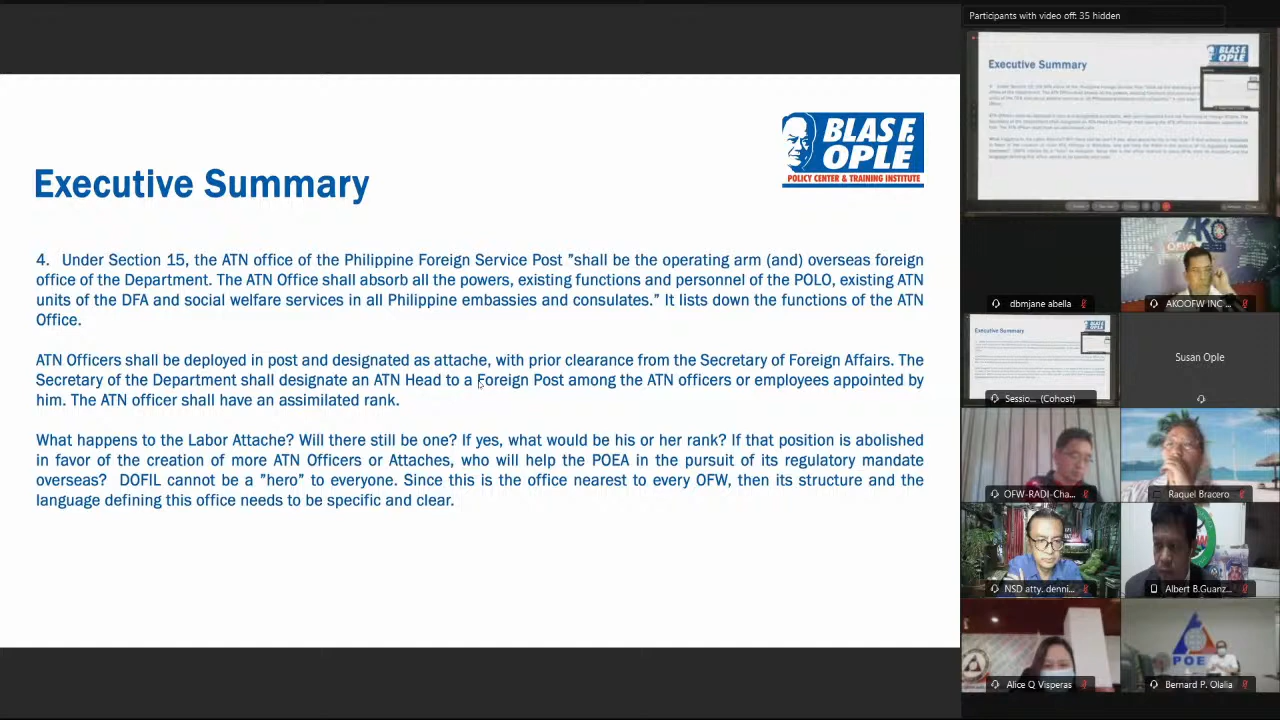 Participants with video off: 35 hidden
BLAS F.
OPLE
POLICY CENTER & TRAINING INSTITUTE
Executive Summary
4. Under Section 15, the ATN office of the Philippine Foreign Service Post "shall be the operating arm (and) overseas foreign
office of the Department. The ATN Office shall absorb all the powers, existing functions and personnel of the POLO, existing ATN
units of the DFA and social welfare services in all Philippine embassies and consulates." It lists down the functions of the ATN
Office.
ATN Officers shall be deployed in post and designated as attache, with prior clearance from the Secretary of Foreign Affairs. The
Secretary of the Department shall designate an ATN Head to a Foreign Post among the ATN officers or employees appointed by
him. The ATN officer shall have an assimilated rank.
What happens to the Labor Attache? Will there still be one? If yes, what would be his or her rank? If that position is abolished
in favor of the creation of more ATN Officers or Attaches, who will help the POEA in the pursuit of its regulatory mandate
overseas? DOFIL cannot be a "hero" to everyone. Since this is the office nearest to every OFW, then its structure and the
language defining this office needs to be specific and clear.
Executive Summary
BLAS F.
OPLE
dbmjane abella
AKOOFW INC ...
Executive Summary
Sessio... (Cohost)
Susan Ople
OFW-RADI-Cha...
Raquel Bracero
NSD atty. denni...
Albert B.Guanz...
Alice Q Visperas
POE
Bernard P. Olalia